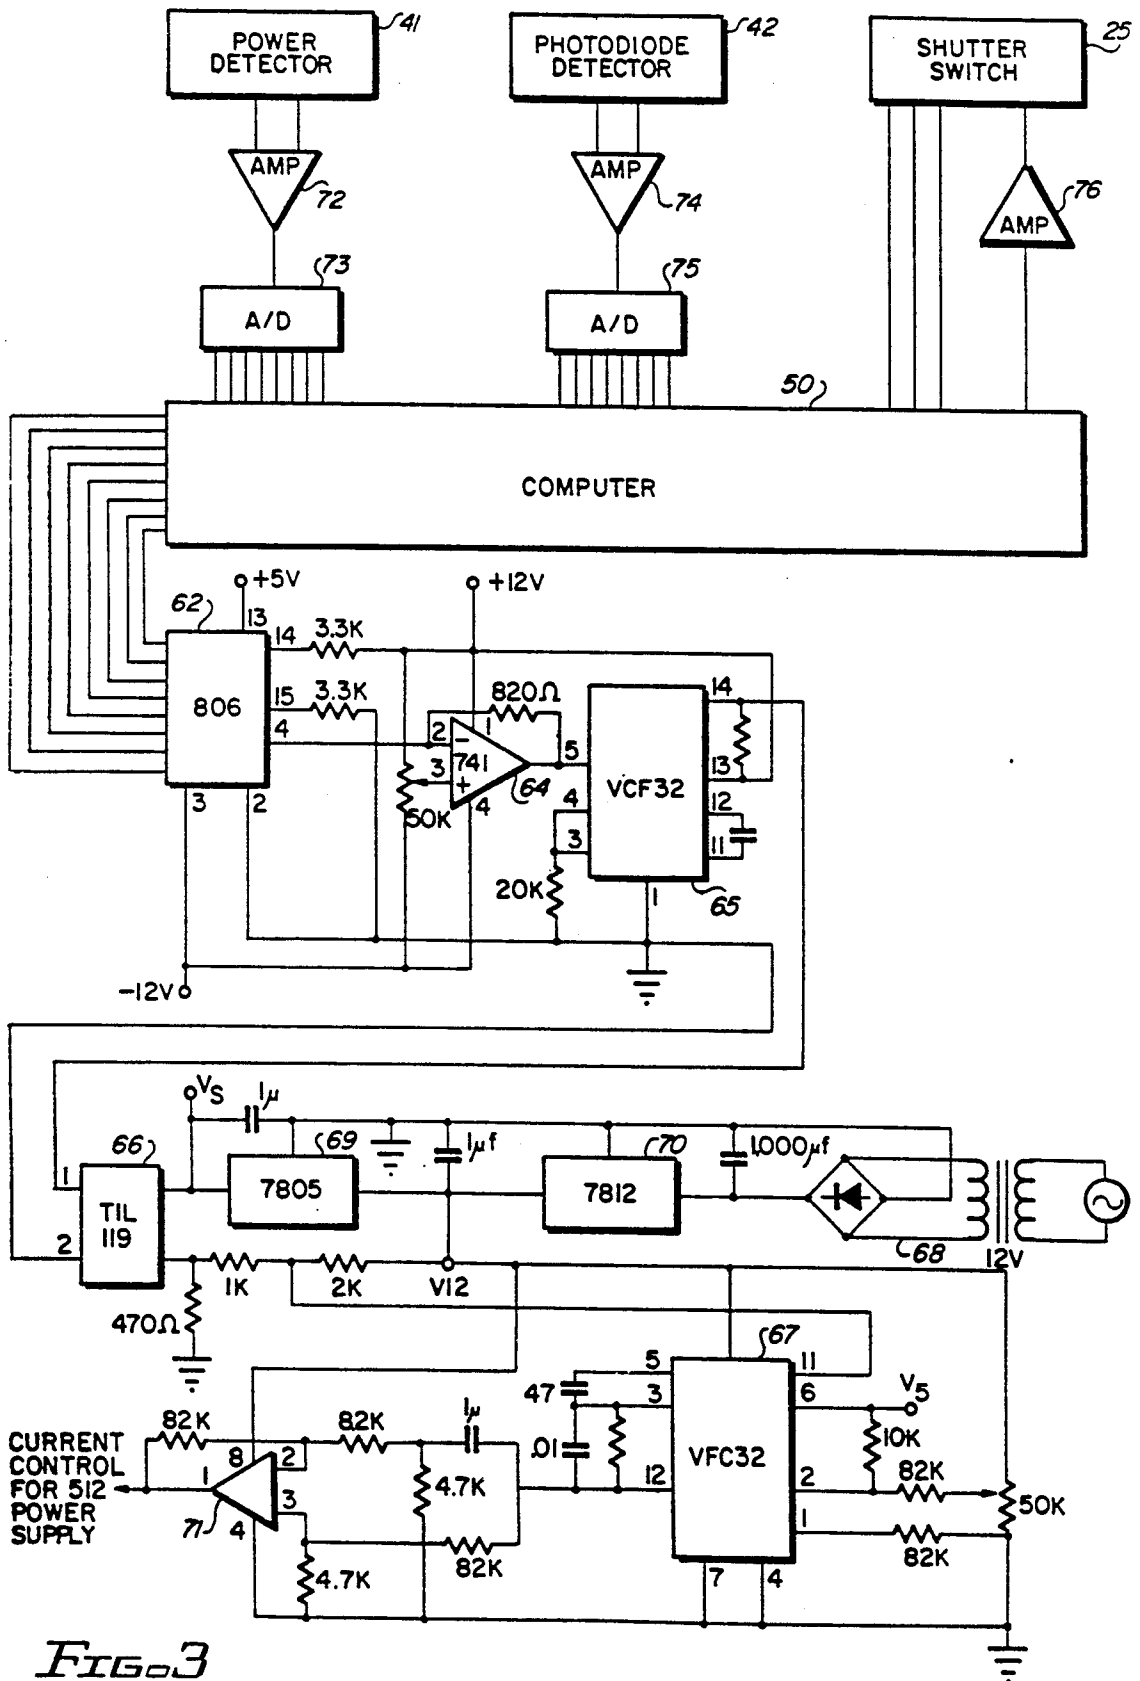 41
POWER
DETECTOR
42
PHOTODIODE
DETECTOR
25
SHUTTER
SWITCH
AMP
72
AMP
74
76
AMP
73
A/D
75
A/D
50
COMPUTER
+5V
+12V
62
13
14
3.3K
15
3.3K
4
806
3
2
820Ω
1
2
−
741
3
+
4
64
50K
5
VCF32
4
3
20K
14
13
12
11
65
1
-12V
VS
1μ
66
1
2
TIL
119
69
7805
1μf
70
7812
1,000μf
68
12V
1K
2K
V12
470Ω
67
5
3
12
47
.01
VFC32
11
6
V5
10K
2
82K
50K
1
82K
7
4
82K
8.2K
1μ
CURRENT
CONTROL
FOR 512
POWER
SUPPLY
8
2
1
3
4
71
4.7K
82K
4.7K
FIG. 3